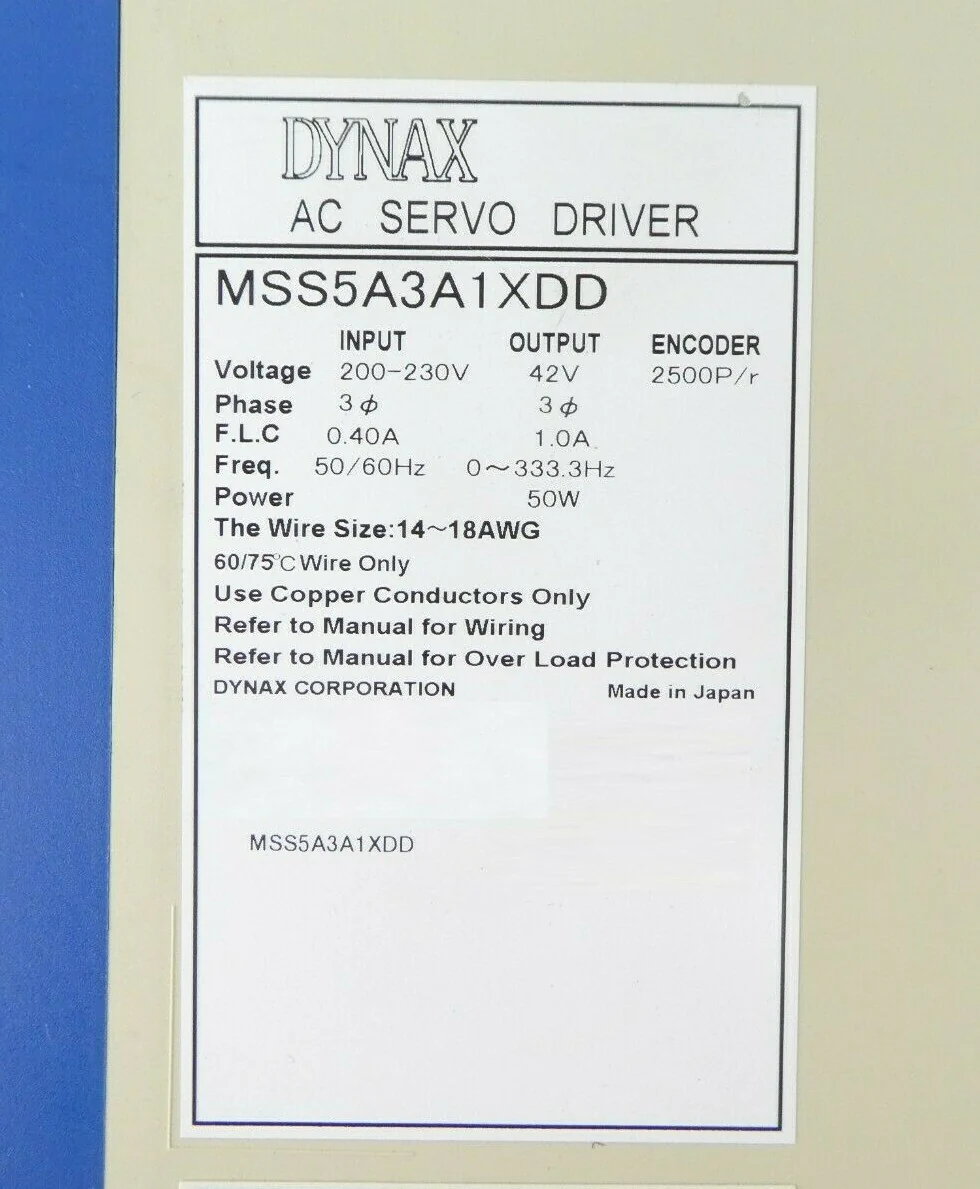 DYNAX
AC SERVO DRIVER
MSS5A3A1XDD
INPUT OUTPUT ENCODER
Voltage 200-230V 42V 2500P/r
Phase 3ϕ 3ϕ
F.L.C 0.40A 1.0A
Freq. 50/60Hz 0～333.3Hz
Power 50W
The Wire Size:14～18AWG
60/75℃ Wire Only
Use Copper Conductors Only
Refer to Manual for Wiring
Refer to Manual for Over Load Protection
DYNAX CORPORATION Made in Japan
MSS5A3A1XDD